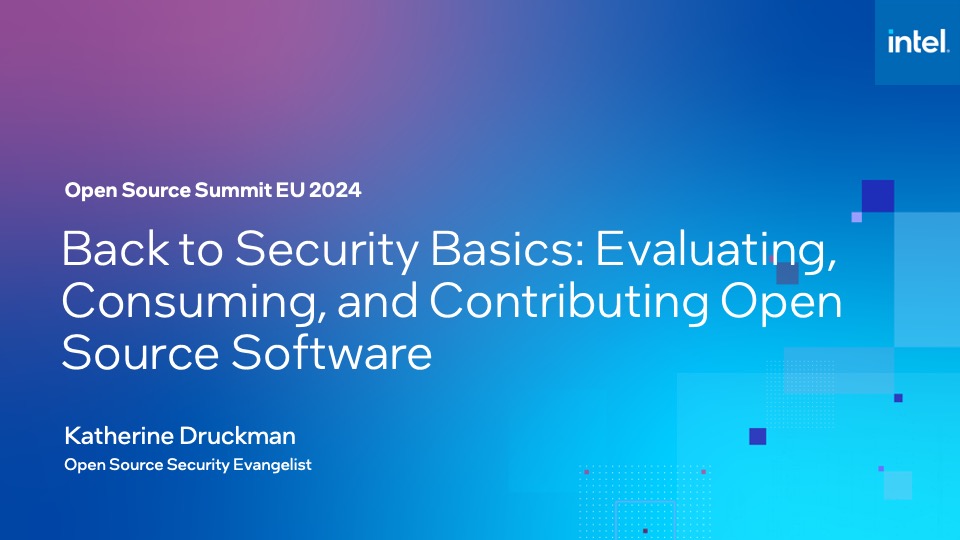 intel.
Open Source Summit EU 2024
Back to Security Basics: Evaluating,
Consuming, and Contributing Open
Source Software
Katherine Druckman
Open Source Security Evangelist